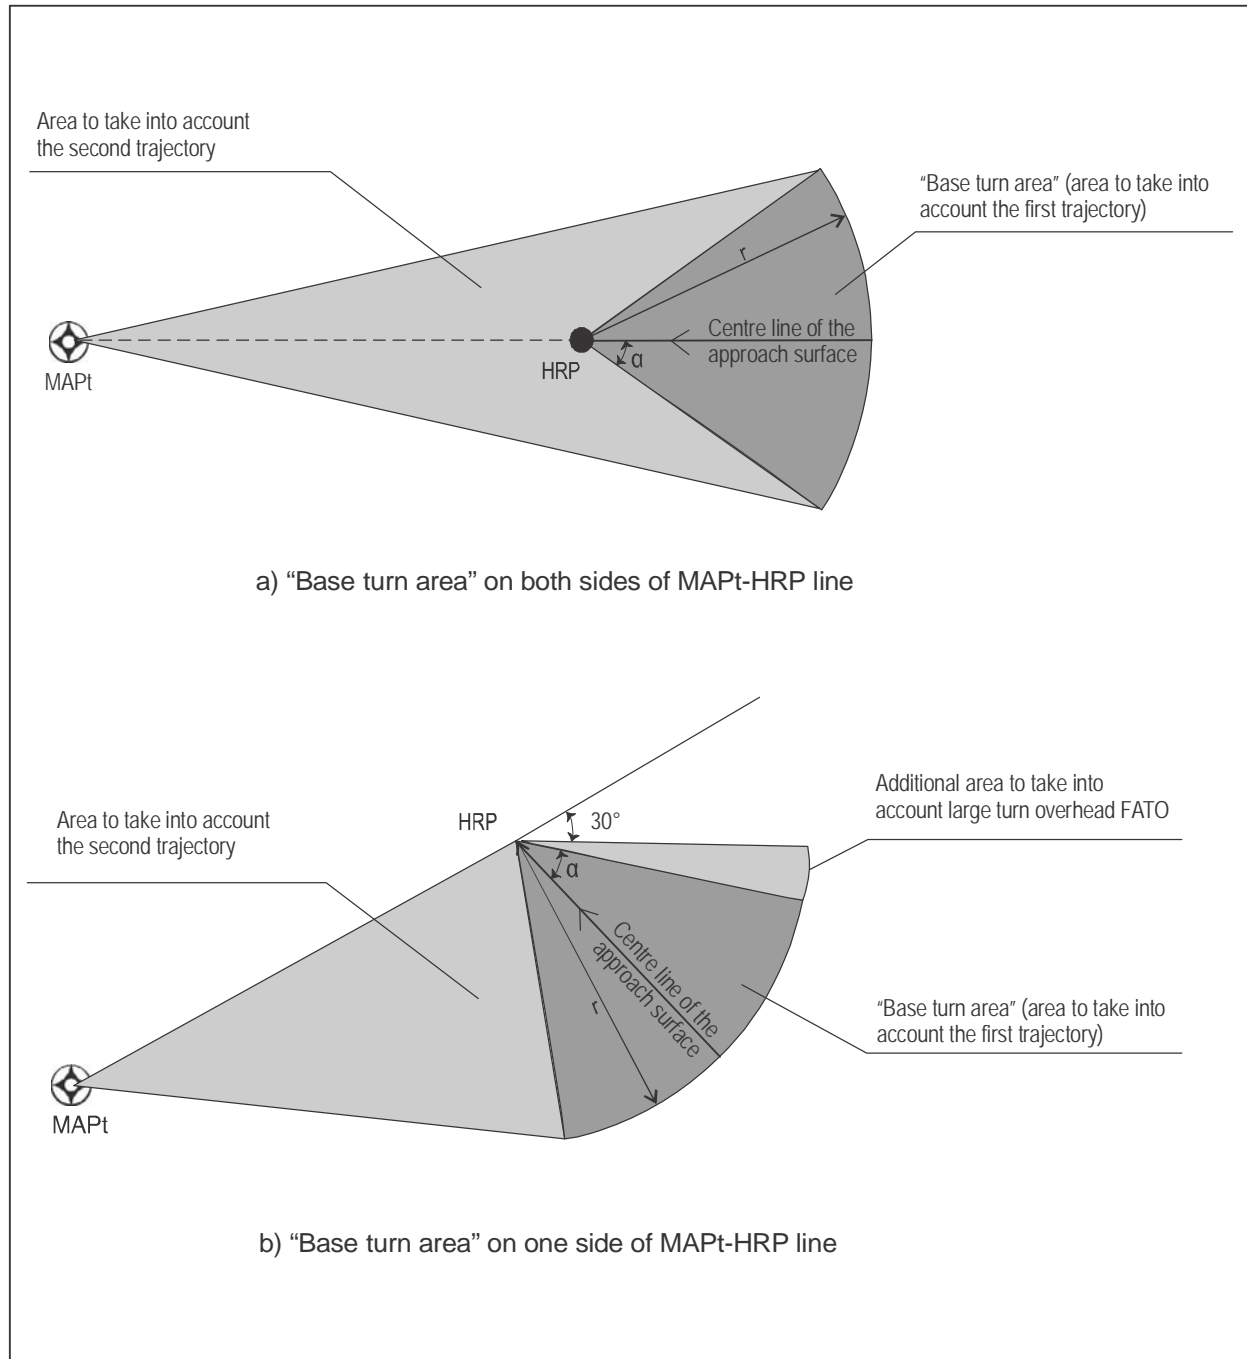 Area to take into account
the second trajectory
"Base turn area" (area to take into
account the first trajectory)
r
Centre line of the
approach surface
α
HRP
MAPt
a) “Base turn area” on both sides of MAPt-HRP line
Additional area to take into
account large turn overhead FATO
Area to take into account
the second trajectory
HRP
30°
α
Centre line of the
approach surface
r
"Base turn area" (area to take into
account the first trajectory)
MAPt
b) “Base turn area” on one side of MAPt-HRP line